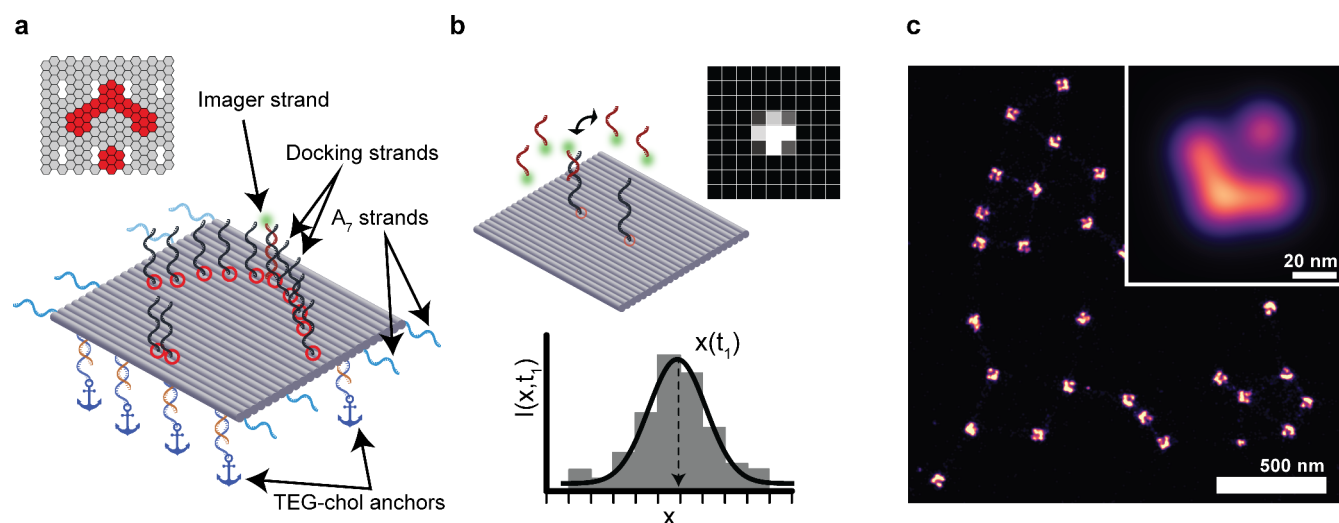 a
Imager strand
Docking strands
A₇ strands
TEG-chol anchors
b
x(t₁)
I(x,t₁)
x
c
20 nm
500 nm